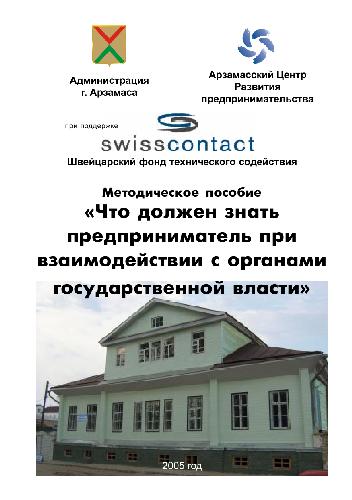 Администрация
г. Арзамаса
Арзамасский Центр
Развития
предпринимательства
при поддержке
swisscontact
Швейцарский фонд технического содействия
Методическое пособие
«Что должен знать
предприниматель при
взаимодействии с органами
государственной власти»
2005 год